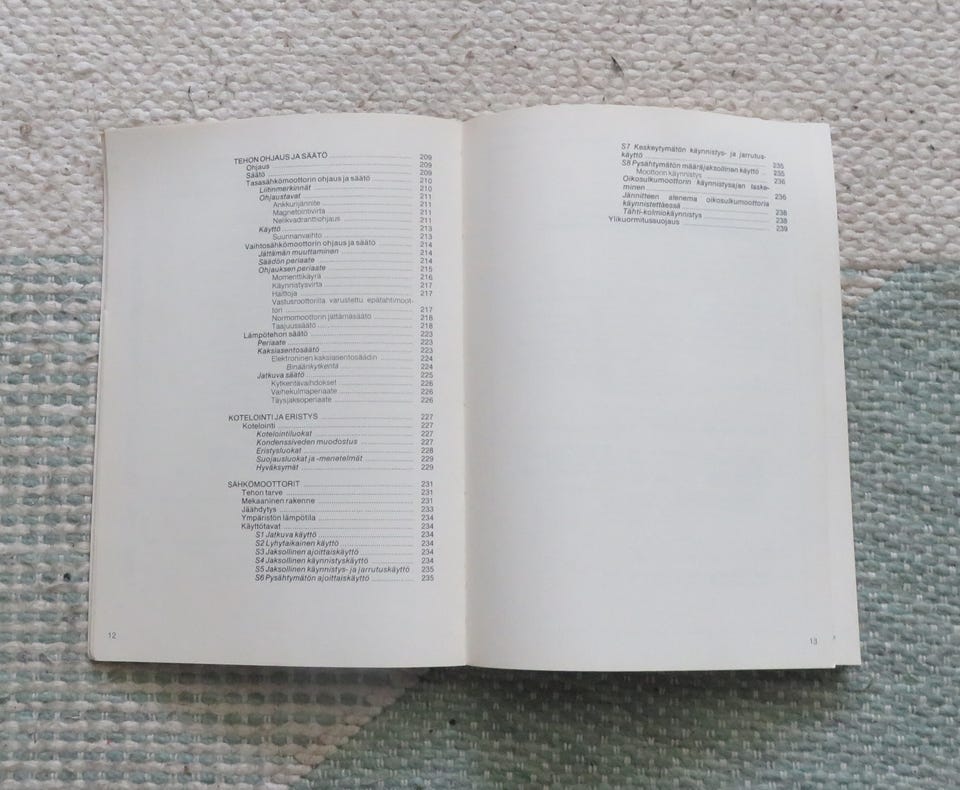 TEHON OHJAUS JA SÄÄTÖ 209
Ohjaus 209
Säätö 209
Tasasähkömoottorin ohjaus ja säätö 210
Liitinmerkinnät 210
Ohjaustavat 211
Ankkurijännite 211
Magnetointivirta 211
Nelikvadranttiohjaus 211
Käyttö 213
Suunnanvaihto 213
Vaihtosähkömoottorin ohjaus ja säätö 214
Jättämän muuttaminen 214
Säädön periaate 214
Ohjauksen periaate 215
Momenttikäyrä 216
Käynnistysvirta 217
Haittoja 217
Vastusroottorilla varustettu epätahtimoot-
tori 217
Normomoottorin jättämäsäätö 218
Taajuussäätö 218
Lämpötehon säätö 223
Periaate 223
Kaksiasentosäätö 223
Elektroninen kaksiasentosäädin 224
Binäärikytkentä 224
Jatkuva säätö 225
Kytkentävaihdokset 226
Vaihekulmaperiaate 226
Täysjaksoperiaate 226
KOTELOINTI JA ERISTYS 227
Kotelointi 227
Kotelointiluokat 227
Kondenssiveden muodostus 227
Eristysluokat 228
Suojausluokat ja -menetelmät 229
Hyväksymät 229
SÄHKÖMOOTTORIT 231
Tehon tarve 231
Mekaaninen rakenne 231
Jäähdytys 233
Ympäristön lämpötila 234
Käyttötavat 234
S1 Jatkuva käyttö 234
S2 Lyhytaikainen käyttö 234
S3 Jaksollinen ajoittaiskäyttö 234
S4 Jaksollinen käynnistyskäyttö 234
S5 Jaksollinen käynnistys- ja jarrutuskäyttö 235
S6 Pysähtymätön ajoittaiskäyttö 235
12
S7 Keskeytymätön käynnistys- ja jarrutus-
käyttö 235
S8 Pysähtymätön määräjaksollinen käyttö 235
Moottorin käynnistys 236
Oikosulkumoottorin käynnistysajan laske-
minen 236
Jännitteen alenema oikosulkumoottoria
käynnistettäessä 238
Tähti-kolmiokäynnistys 238
Ylikuormitussuojaus 239
13